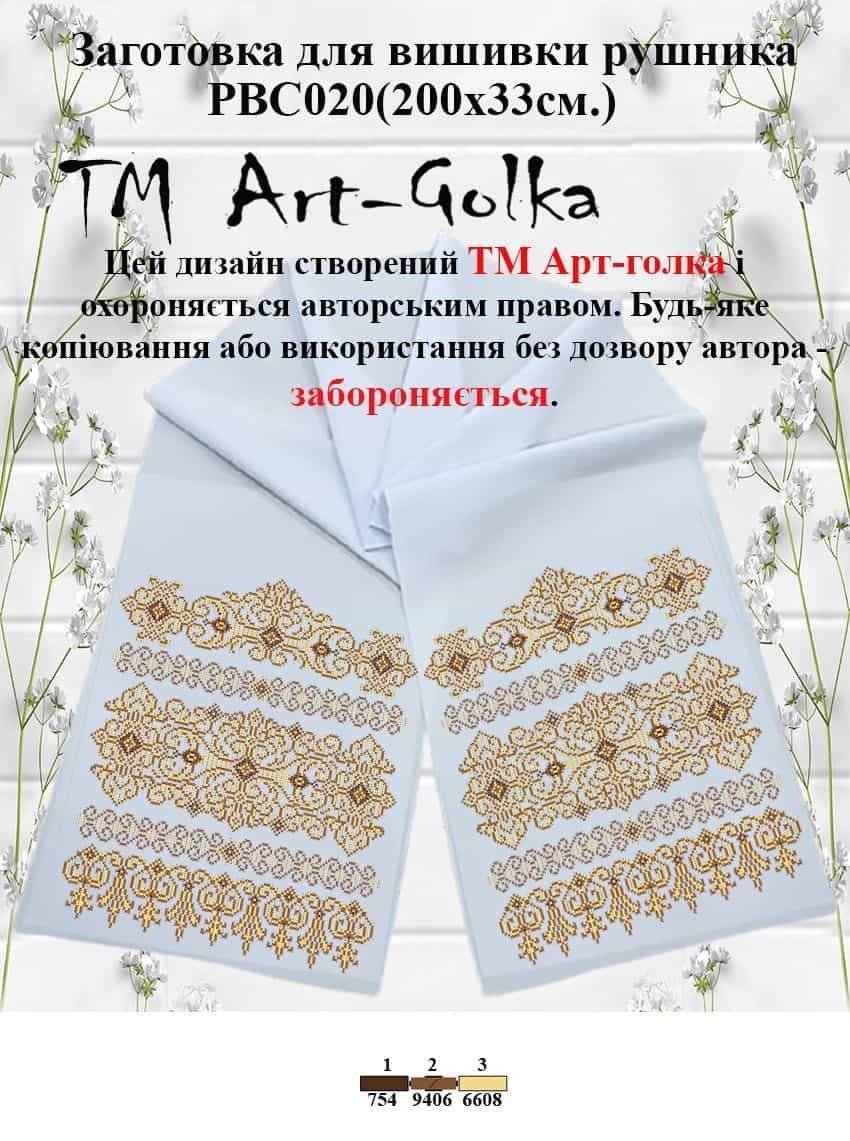 Заготовка для вишивки рушника
РВС020(200х33см.)
TM Art-Golka
Цей дизайн створений ТМ Арт-голка і
охороняється авторським правом. Будь-яке
копіювання або використання без дозвору автора -
забороняється.
1 2 3
754 9406 6608